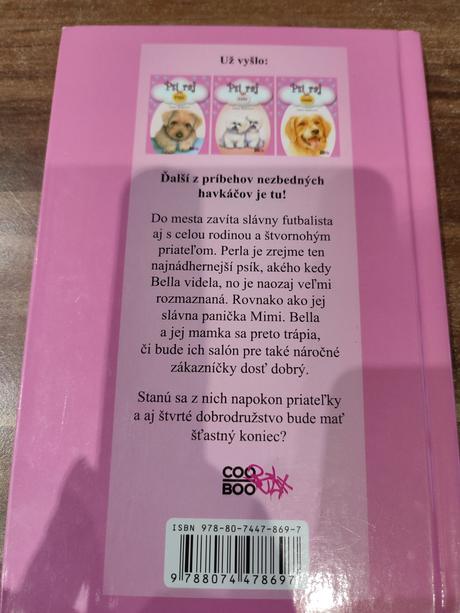 Už vyšlo:
Psí raj
Psí raj
Psí raj
Ďalší z príbehov nezbedných
havkáčov je tu!
Do mesta zavíta slávny futbalista
aj s celou rodinou a štvornohým
priateľom. Perla je zrejme ten
najnádhernejší psík, akého kedy
Bella videla, no je naozaj veľmi
rozmaznaná. Rovnako ako jej
slávna panička Mimi. Bella
a jej mamka sa preto trápia,
či bude ich salón pre také náročné
zákazníčky dosť dobrý.
Stanú sa z nich napokon priateľky
a aj štvrté dobrodružstvo bude mať
šťastný koniec?
COO
BOO
ISBN 978-80-7447-869-7
9 788074 478697